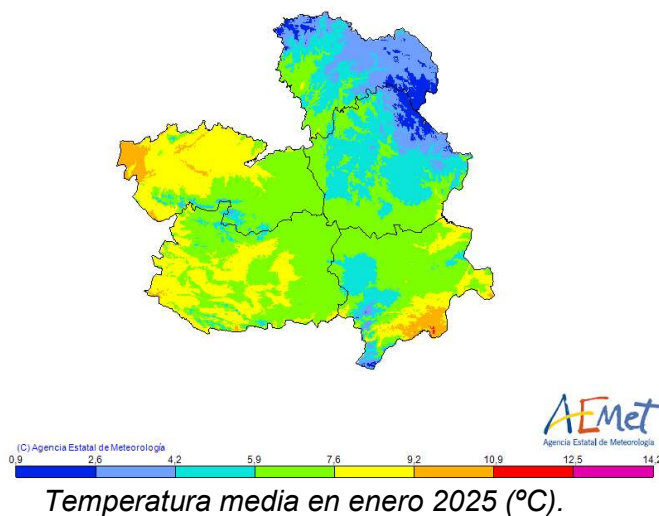 AEMet
Agencia Estatal de Meteorología
(C) Agencia Estatal de Meteorología
0,9 2,6 4,2 5,9 7,6 9,2 10,9 12,5 14,2
Temperatura media en enero 2025 (ºC).